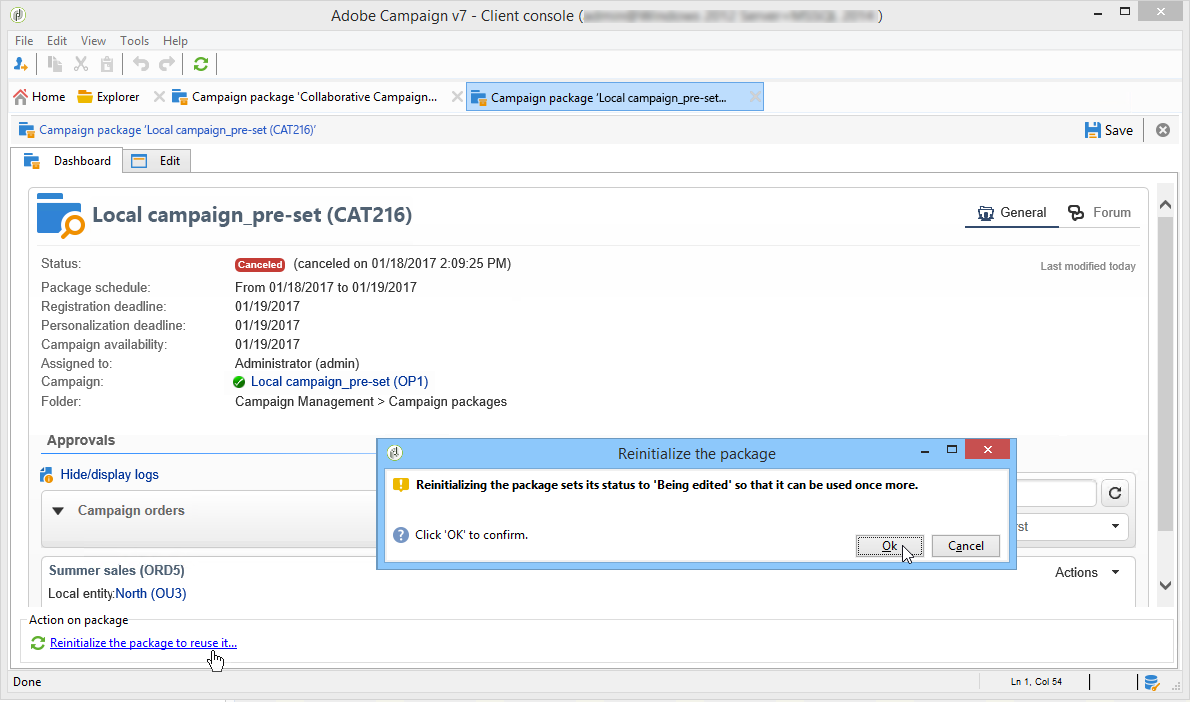 Adobe Campaign v7 - Client console ( )
File Edit View Tools Help
Home Explorer Campaign package 'Collaborative Campaign... Campaign package 'Local campaign_pre-set...
Campaign package 'Local campaign_pre-set (CAT216)' Save
Dashboard Edit
Local campaign_pre-set (CAT216) General Forum
Status: Canceled (canceled on 01/18/2017 2:09:25 PM) Last modified today
Package schedule: From 01/18/2017 to 01/19/2017
Registration deadline: 01/19/2017
Personalization deadline: 01/19/2017
Campaign availability: 01/19/2017
Assigned to: Administrator (admin)
Campaign: Local campaign_pre-set (OP1)
Folder: Campaign Management > Campaign packages
Approvals
Hide/display logs
Campaign orders
Reinitialize the package
Reinitializing the package sets its status to 'Being edited' so that it can be used once more.
Click 'OK' to confirm.
Ok Cancel
rst
Summer sales (ORD5) Actions
Local entity:North (OU3)
Action on package
Reinitialize the package to reuse it...
Done Ln 1, Col 54